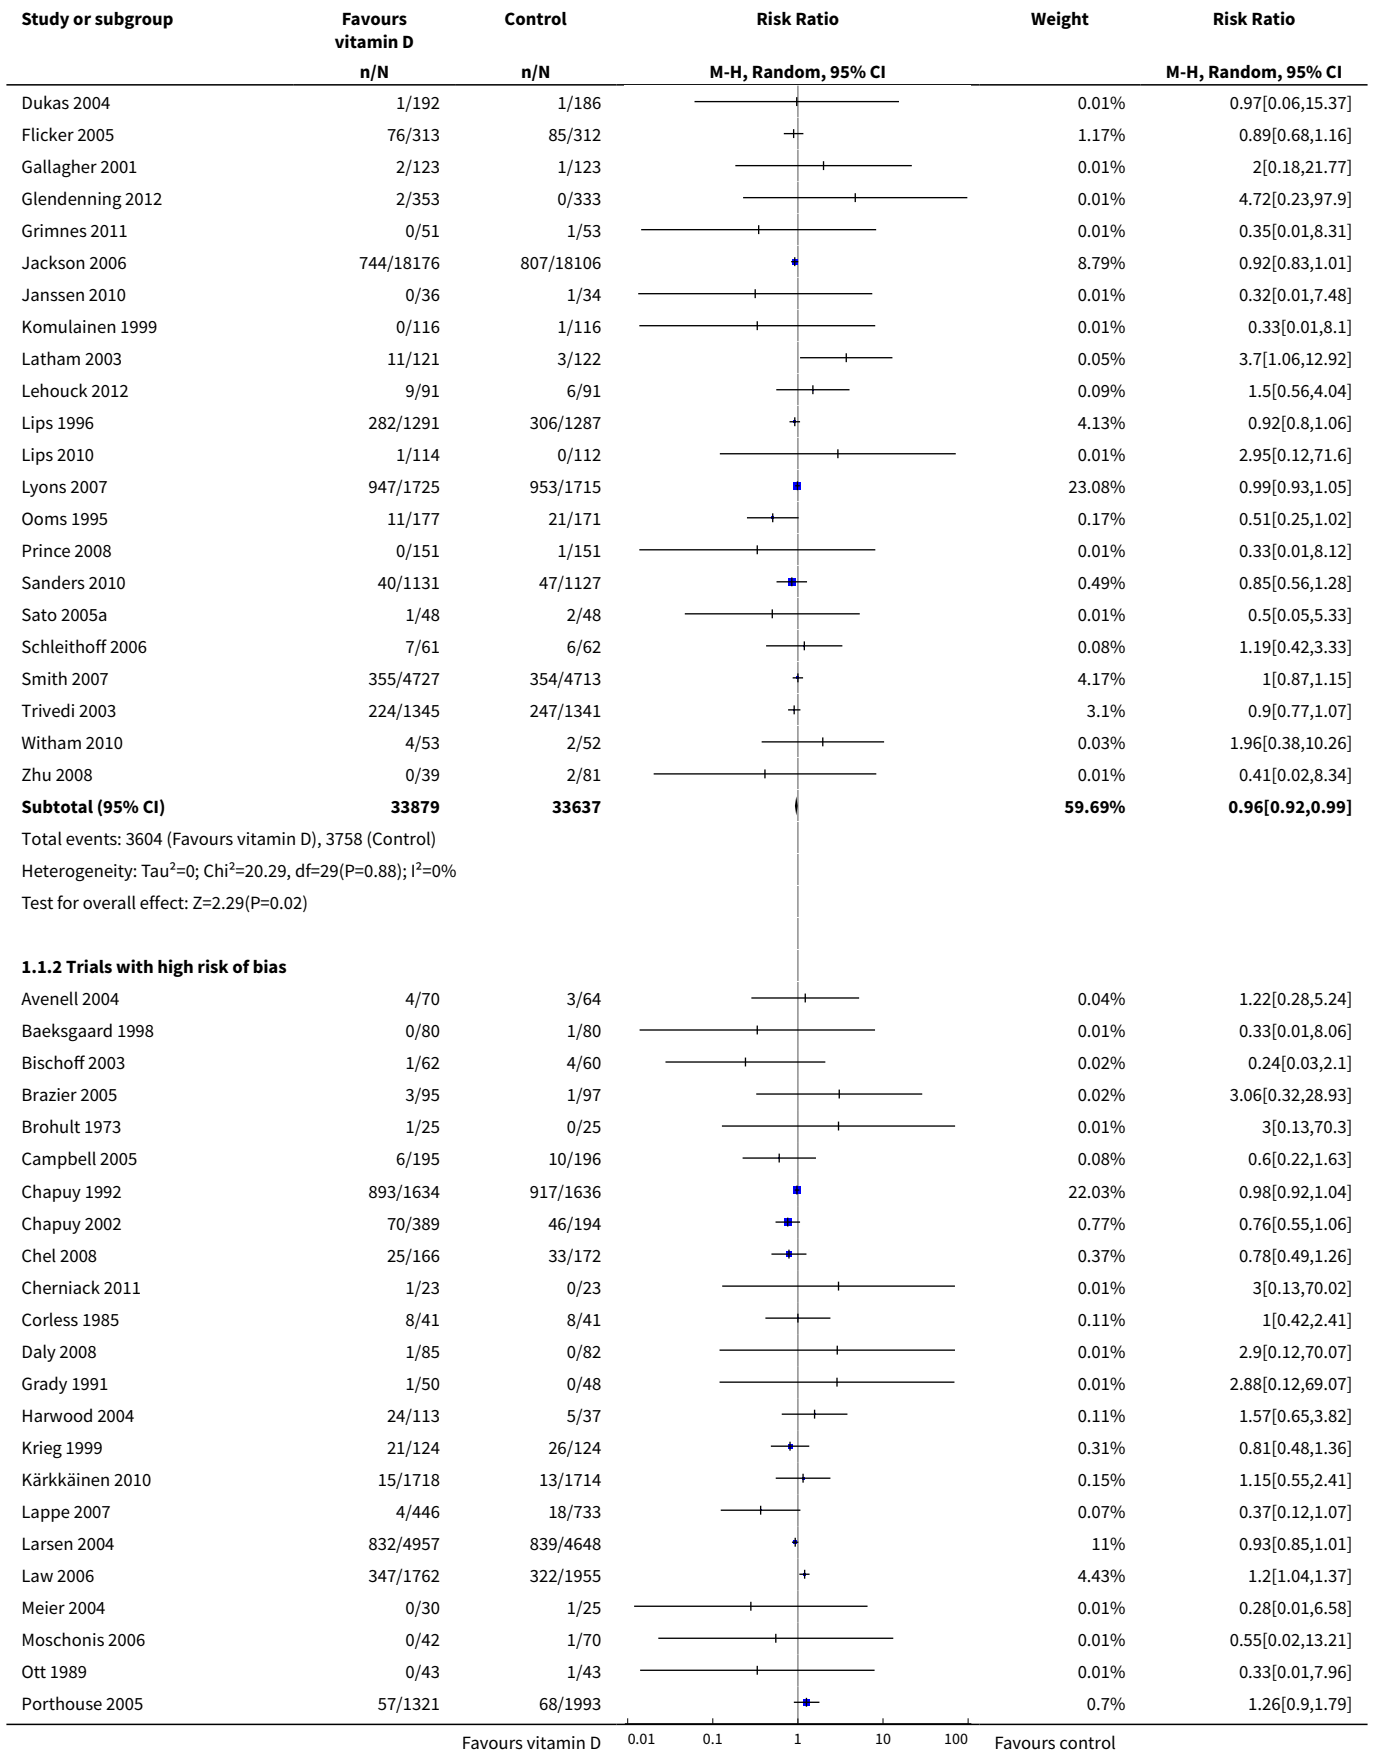 Study or subgroup Favours vitamin D Control Risk Ratio Weight Risk Ratio
n/N n/N M-H, Random, 95% CI M-H, Random, 95% CI
Dukas 2004 1/192 1/186 0.01% 0.97[0.06,15.37]
Flicker 2005 76/313 85/312 1.17% 0.89[0.68,1.16]
Gallagher 2001 2/123 1/123 0.01% 2[0.18,21.77]
Glendenning 2012 2/353 0/333 0.01% 4.72[0.23,97.9]
Grimnes 2011 0/51 1/53 0.01% 0.35[0.01,8.31]
Jackson 2006 744/18176 807/18106 8.79% 0.92[0.83,1.01]
Janssen 2010 0/36 1/34 0.01% 0.32[0.01,7.48]
Komulainen 1999 0/116 1/116 0.01% 0.33[0.01,8.1]
Latham 2003 11/121 3/122 0.05% 3.7[1.06,12.92]
Lehouck 2012 9/91 6/91 0.09% 1.5[0.56,4.04]
Lips 1996 282/1291 306/1287 4.13% 0.92[0.8,1.06]
Lips 2010 1/114 0/112 0.01% 2.95[0.12,71.6]
Lyons 2007 947/1725 953/1715 23.08% 0.99[0.93,1.05]
Ooms 1995 11/177 21/171 0.17% 0.51[0.25,1.02]
Prince 2008 0/151 1/151 0.01% 0.33[0.01,8.12]
Sanders 2010 40/1131 47/1127 0.49% 0.85[0.56,1.28]
Sato 2005a 1/48 2/48 0.01% 0.5[0.05,5.33]
Schleithoff 2006 7/61 6/62 0.08% 1.19[0.42,3.33]
Smith 2007 355/4727 354/4713 4.17% 1[0.87,1.15]
Trivedi 2003 224/1345 247/1341 3.1% 0.9[0.77,1.07]
Witham 2010 4/53 2/52 0.03% 1.96[0.38,10.26]
Zhu 2008 0/39 2/81 0.01% 0.41[0.02,8.34]
Subtotal (95% CI) 33879 33637 59.69% 0.96[0.92,0.99]
Total events: 3604 (Favours vitamin D), 3758 (Control)
Heterogeneity: Tau²=0; Chi²=20.29, df=29(P=0.88); I²=0%
Test for overall effect: Z=2.29(P=0.02)
1.1.2 Trials with high risk of bias
Avenell 2004 4/70 3/64 0.04% 1.22[0.28,5.24]
Baeksgaard 1998 0/80 1/80 0.01% 0.33[0.01,8.06]
Bischoff 2003 1/62 4/60 0.02% 0.24[0.03,2.1]
Brazier 2005 3/95 1/97 0.02% 3.06[0.32,28.93]
Brohult 1973 1/25 0/25 0.01% 3[0.13,70.3]
Campbell 2005 6/195 10/196 0.08% 0.6[0.22,1.63]
Chapuy 1992 893/1634 917/1636 22.03% 0.98[0.92,1.04]
Chapuy 2002 70/389 46/194 0.77% 0.76[0.55,1.06]
Chel 2008 25/166 33/172 0.37% 0.78[0.49,1.26]
Cherniack 2011 1/23 0/23 0.01% 3[0.13,70.02]
Corless 1985 8/41 8/41 0.11% 1[0.42,2.41]
Daly 2008 1/85 0/82 0.01% 2.9[0.12,70.07]
Grady 1991 1/50 0/48 0.01% 2.88[0.12,69.07]
Harwood 2004 24/113 5/37 0.11% 1.57[0.65,3.82]
Krieg 1999 21/124 26/124 0.31% 0.81[0.48,1.36]
Kärkkäinen 2010 15/1718 13/1714 0.15% 1.15[0.55,2.41]
Lappe 2007 4/446 18/733 0.07% 0.37[0.12,1.07]
Larsen 2004 832/4957 839/4648 11% 0.93[0.85,1.01]
Law 2006 347/1762 322/1955 4.43% 1.2[1.04,1.37]
Meier 2004 0/30 1/25 0.01% 0.28[0.01,6.58]
Moschonis 2006 0/42 1/70 0.01% 0.55[0.02,13.21]
Ott 1989 0/43 1/43 0.01% 0.33[0.01,7.96]
Porthouse 2005 57/1321 68/1993 0.7% 1.26[0.9,1.79]
Favours vitamin D 0.01 0.1 1 10 100 Favours control